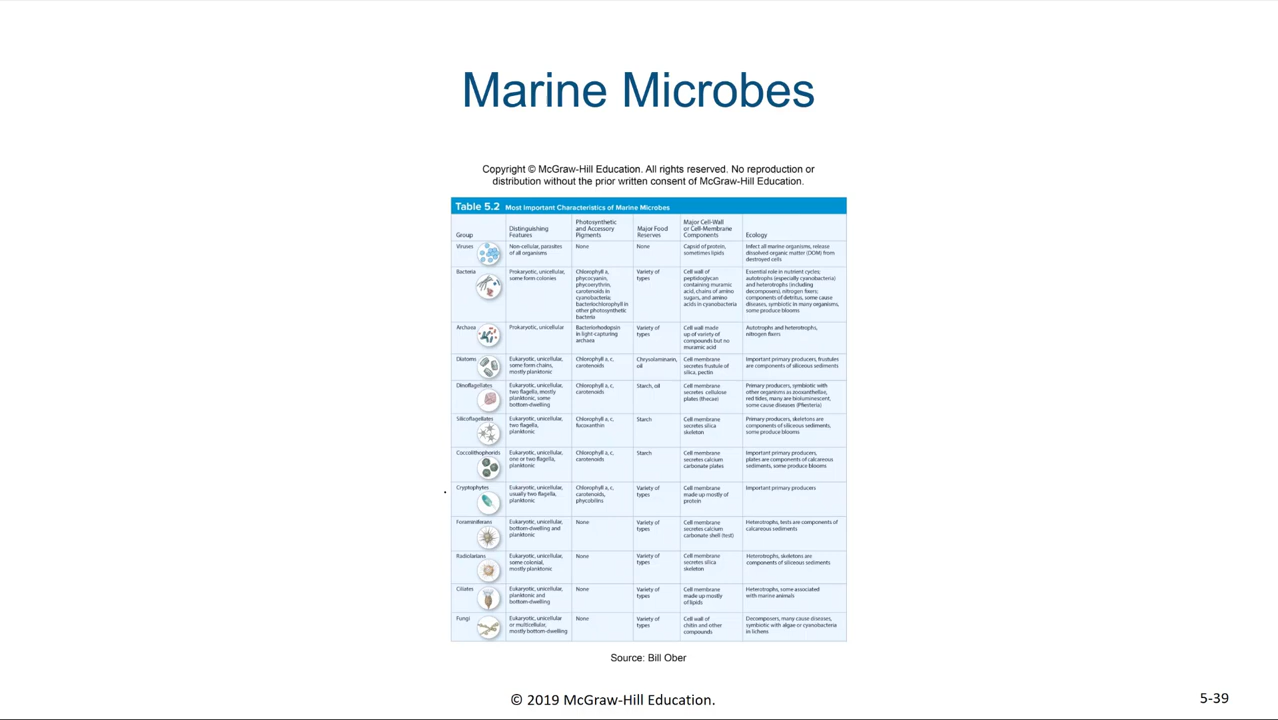 Marine Microbes
Copyright © McGraw-Hill Education. All rights reserved. No reproduction or
distribution without the prior written consent of McGraw-Hill Education.
Table 5.2 Most Important Characteristics of Marine Microbes
Group
Distinguishing
Features
Photosynthetic
and Accessory
Pigments
Major Food
Reserves
Major Cell-Wall
or Cell-Membrane
Components
Ecology
Viruses
Non-cellular, parasites
of all organisms
None
None
Capsid of protein,
sometimes lipids
Infect all marine organisms, release
dissolved organic matter (DOM) from
destroyed cells
Bacteria
Prokaryotic, unicellular,
some form colonies
Chlorophyll a,
phycocyanin,
phycoerythrin,
carotenoids in
cyanobacteria;
bacteriochlorophyll in
other photosynthetic
bacteria
Variety of
types
Cell wall of
peptidoglycan
containing muramic
acid, chains of amino
sugars, and amino
acids in cyanobacteria
Essential role in nutrient cycles;
autotrophs (especially cyanobacteria)
and heterotrophs (including
decomposers), nitrogen fixers;
components of detritus, some cause
diseases, symbiotic in many organisms,
some produce blooms
Archaea
Prokaryotic, unicellular
Bacteriorhodopsin
in light-capturing
archaea
Variety of
types
Cell wall made
up of variety of
compounds but no
muramic acid
Autotrophs and heterotrophs,
nitrogen fixers
Diatoms
Eukaryotic, unicellular,
some form chains,
mostly planktonic
Chlorophyll a, c,
carotenoids
Chrysolaminarin,
oil
Cell membrane
secretes frustule of
silica, pectin
Important primary producers, frustules
are components of siliceous sediments
Dinoflagellates
Eukaryotic, unicellular,
two flagella, mostly
planktonic, some
bottom-dwelling
Chlorophyll a, c,
carotenoids
Starch, oil
Cell membrane
secretes cellulose
plates (thecae)
Primary producers, symbiotic with
other organisms as zooxanthellae,
red tides, many are bioluminescent,
some cause diseases (Pfiesteria)
Silicoflagellates
Eukaryotic, unicellular,
two flagella,
planktonic
Chlorophyll a, c,
fucoxanthin
Starch
Cell membrane
secretes silica
skeleton
Primary producers, skeletons are
components of siliceous sediments,
some produce blooms
Coccolithophorids
Eukaryotic, unicellular,
one or two flagella,
planktonic
Chlorophyll a, c,
carotenoids
Starch
Cell membrane
secretes calcium
carbonate plates
Important primary producers,
plates are components of calcareous
sediments, some produce blooms
Cryptophytes
Eukaryotic, unicellular,
usually two flagella,
planktonic
Chlorophyll a, c,
carotenoids,
phycobilins
Variety of
types
Cell membrane
made up mostly of
protein
Important primary producers
Foraminiferans
Eukaryotic, unicellular,
bottom-dwelling and
planktonic
None
Variety of
types
Cell membrane
secretes calcium
carbonate shell (test)
Heterotrophs, tests are components of
calcareous sediments
Radiolarians
Eukaryotic, unicellular,
some colonial,
mostly planktonic
None
Variety of
types
Cell membrane
secretes silica
skeleton
Heterotrophs, skeletons are
components of siliceous sediments
Ciliates
Eukaryotic, unicellular,
planktonic and
bottom-dwelling
None
Variety of
types
Cell membrane
made up mostly
of lipids
Heterotrophs, some associated
with marine animals
Fungi
Eukaryotic, unicellular
or multicellular,
mostly bottom-dwelling
None
Variety of
types
Cell wall of
chitin and other
compounds
Decomposers, many cause diseases,
symbiotic with algae or cyanobacteria
in lichens
Source: Bill Ober
© 2019 McGraw-Hill Education.
5-39